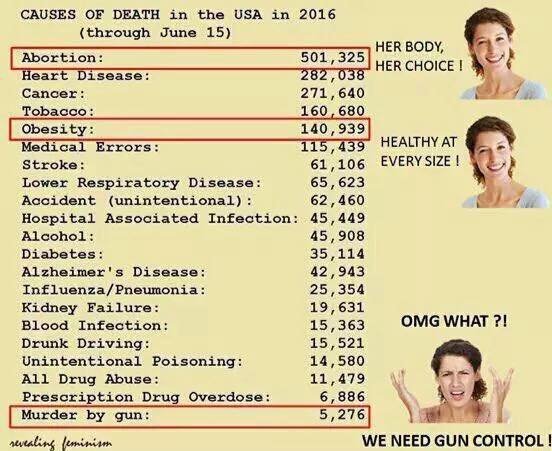 CAUSES OF DEATH in the USA in 2016
(through June 15)
Abortion: 501,325
HER BODY,
HER CHOICE !
Heart Disease: 282,038
Cancer: 271,640
Tobacco: 160,680
Obesity: 140,939
HEALTHY AT
EVERY SIZE !
Medical Errors: 115,439
Stroke: 61,106
Lower Respiratory Disease: 65,623
Accident (unintentional): 62,460
Hospital Associated Infection: 45,449
Alcohol: 45,908
Diabetes: 35,114
Alzheimer's Disease: 42,943
Influenza/Pneumonia: 25,354
Kidney Failure: 19,631
Blood Infection: 15,363
Drunk Driving: 15,521
Unintentional Poisoning: 14,580
All Drug Abuse: 11,479
Prescription Drug Overdose: 6,886
Murder by gun: 5,276
OMG WHAT ?!
WE NEED GUN CONTROL !
revealing feminism